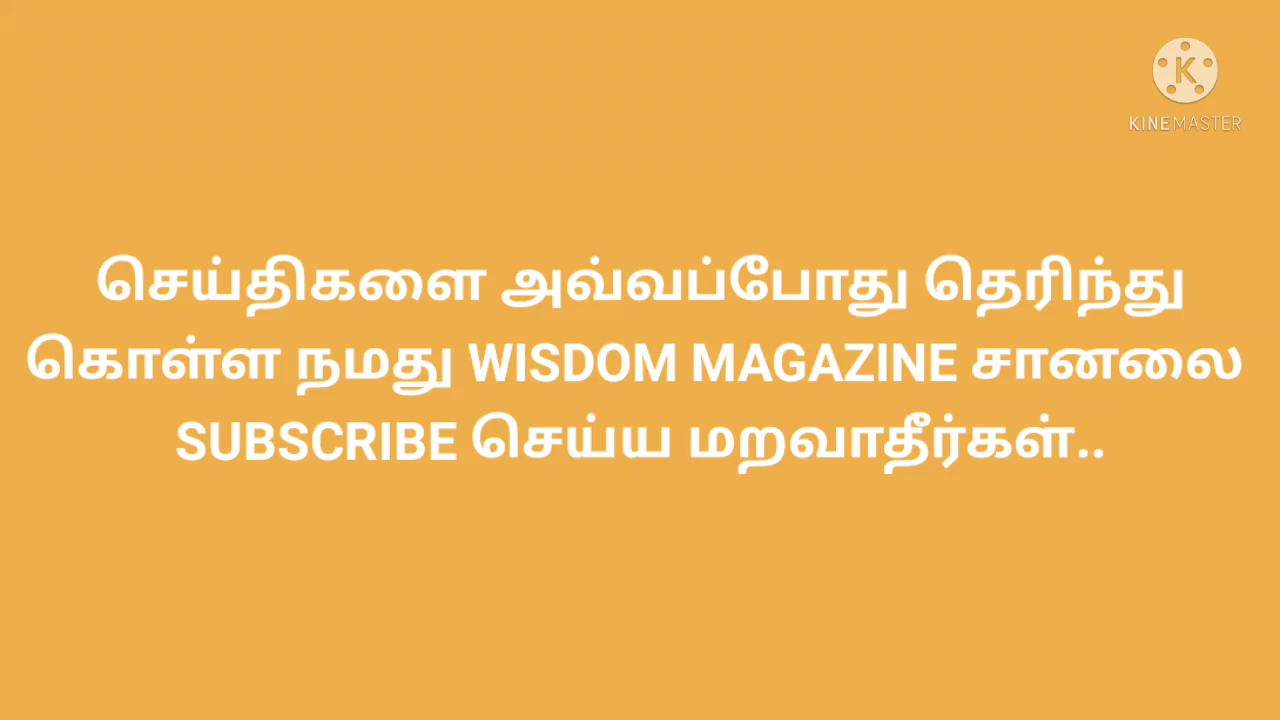 KINEMASTER
செய்திகளை அவ்வப்போது தெரிந்து
கொள்ள நமது WISDOM MAGAZINE சானலை
SUBSCRIBE செய்ய மறவாதீர்கள்..